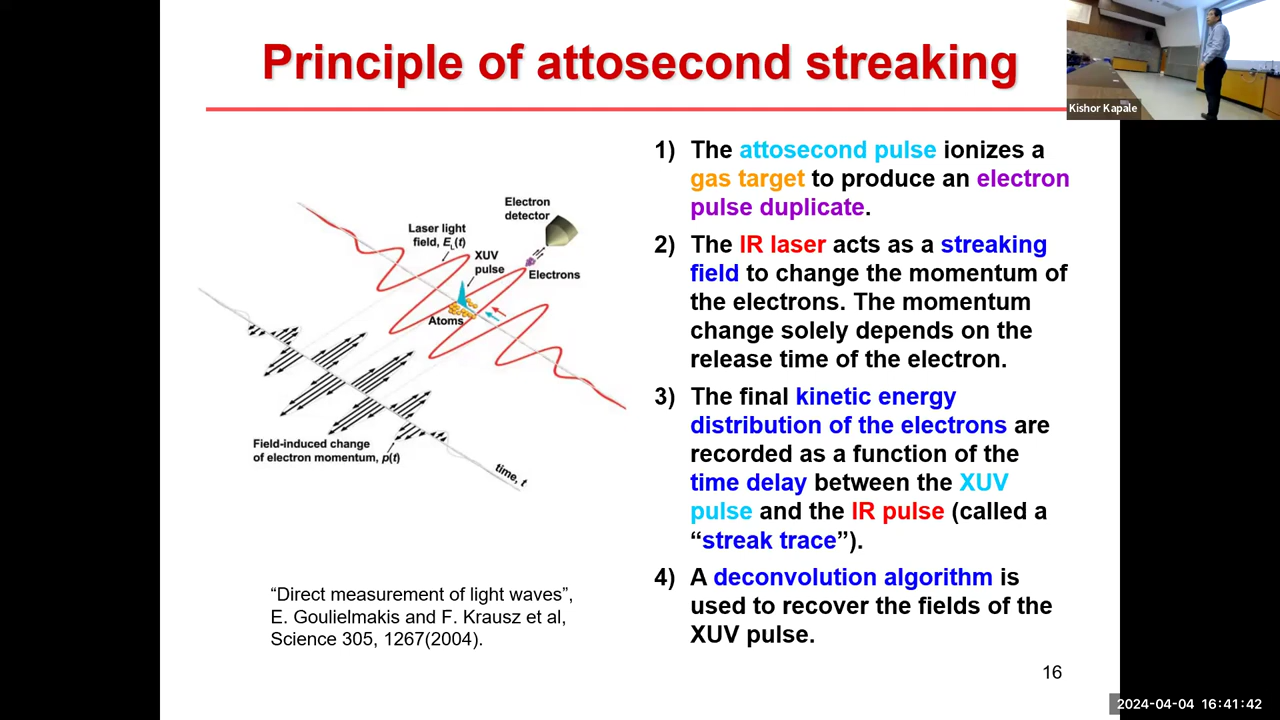 Principle of attosecond streaking
Kishor Kapale
1) The attosecond pulse ionizes a
gas target to produce an electron
pulse duplicate.
2) The IR laser acts as a streaking
field to change the momentum of
the electrons. The momentum
change solely depends on the
release time of the electron.
3) The final kinetic energy
distribution of the electrons are
recorded as a function of the
time delay between the XUV
pulse and the IR pulse (called a
“streak trace”).
4) A deconvolution algorithm is
used to recover the fields of the
XUV pulse.
Electron
detector
Laser light
field, EL(t)
XUV
pulse
Electrons
Atoms
Field-induced change
of electron momentum, p(t)
time, t
“Direct measurement of light waves”,
E. Goulielmakis and F. Krausz et al,
Science 305, 1267(2004).
16
2024-04-04 16:41:42